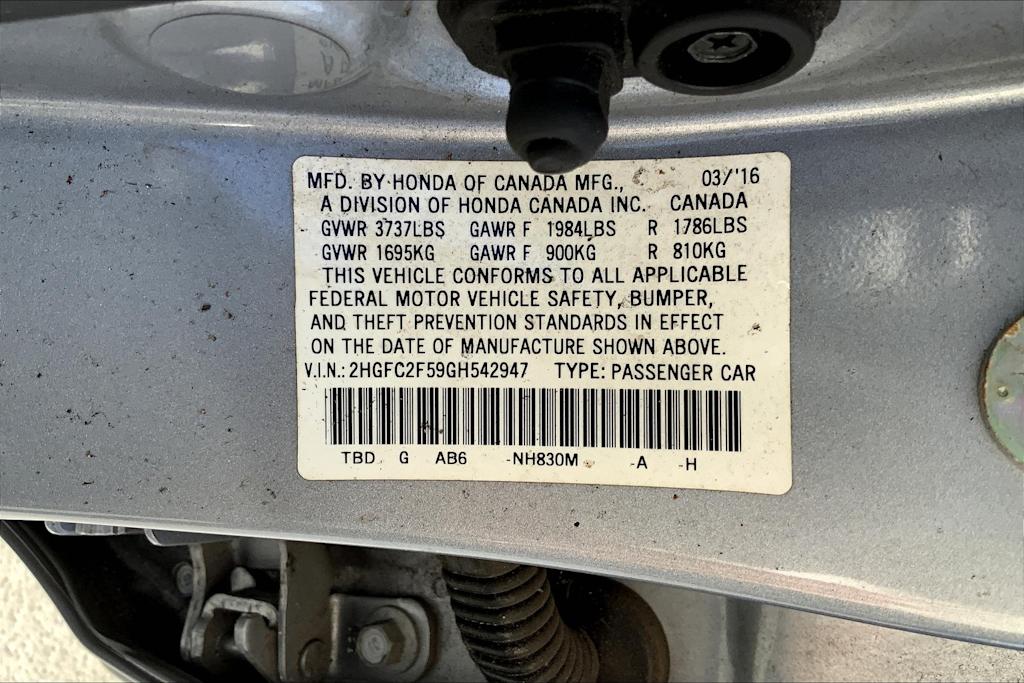 MFD. BY HONDA OF CANADA MFG., 03/'16
A DIVISION OF HONDA CANADA INC. CANADA
GVWR 3737LBS GAWR F 1984LBS R 1786LBS
GVWR 1695KG GAWR F 900KG R 810KG
THIS VEHICLE CONFORMS TO ALL APPLICABLE
FEDERAL MOTOR VEHICLE SAFETY, BUMPER,
AND THEFT PREVENTION STANDARDS IN EFFECT
ON THE DATE OF MANUFACTURE SHOWN ABOVE.
V.I.N.: 2HGFC2F59GH542947 TYPE: PASSENGER CAR
TBD G AB6 -NH830M -A -H